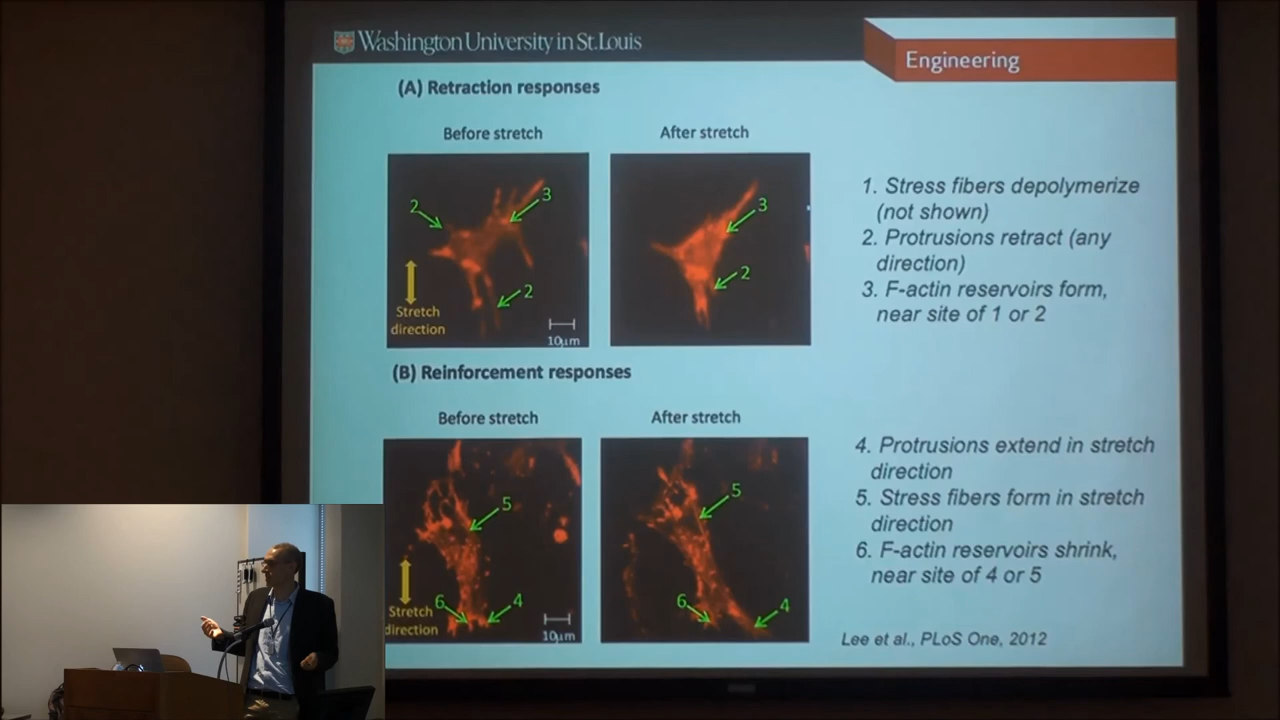 Washington University in St. Louis
Engineering
(A) Retraction responses
Before stretch
After stretch
2
3
2
Stretch
direction
10µm
3
2
1. Stress fibers depolymerize
(not shown)
2. Protrusions retract (any
direction)
3. F-actin reservoirs form,
near site of 1 or 2
(B) Reinforcement responses
Before stretch
After stretch
5
6
4
Stretch
direction
10µm
5
6
4
4. Protrusions extend in stretch
direction
5. Stress fibers form in stretch
direction
6. F-actin reservoirs shrink,
near site of 4 or 5
Lee et al., PLoS One, 2012